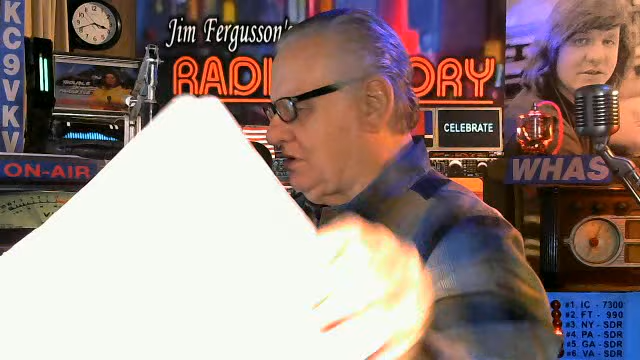 KC9VKV
Jim Fergusson's
RADI ORY
CELEBRATE
ON-AIR
WHAS
#1, IC - 7300
#2, FT - 990
#3, NY - SDR
#4, PA - SDR
#5, GA - SDR
#6, VA - SDR